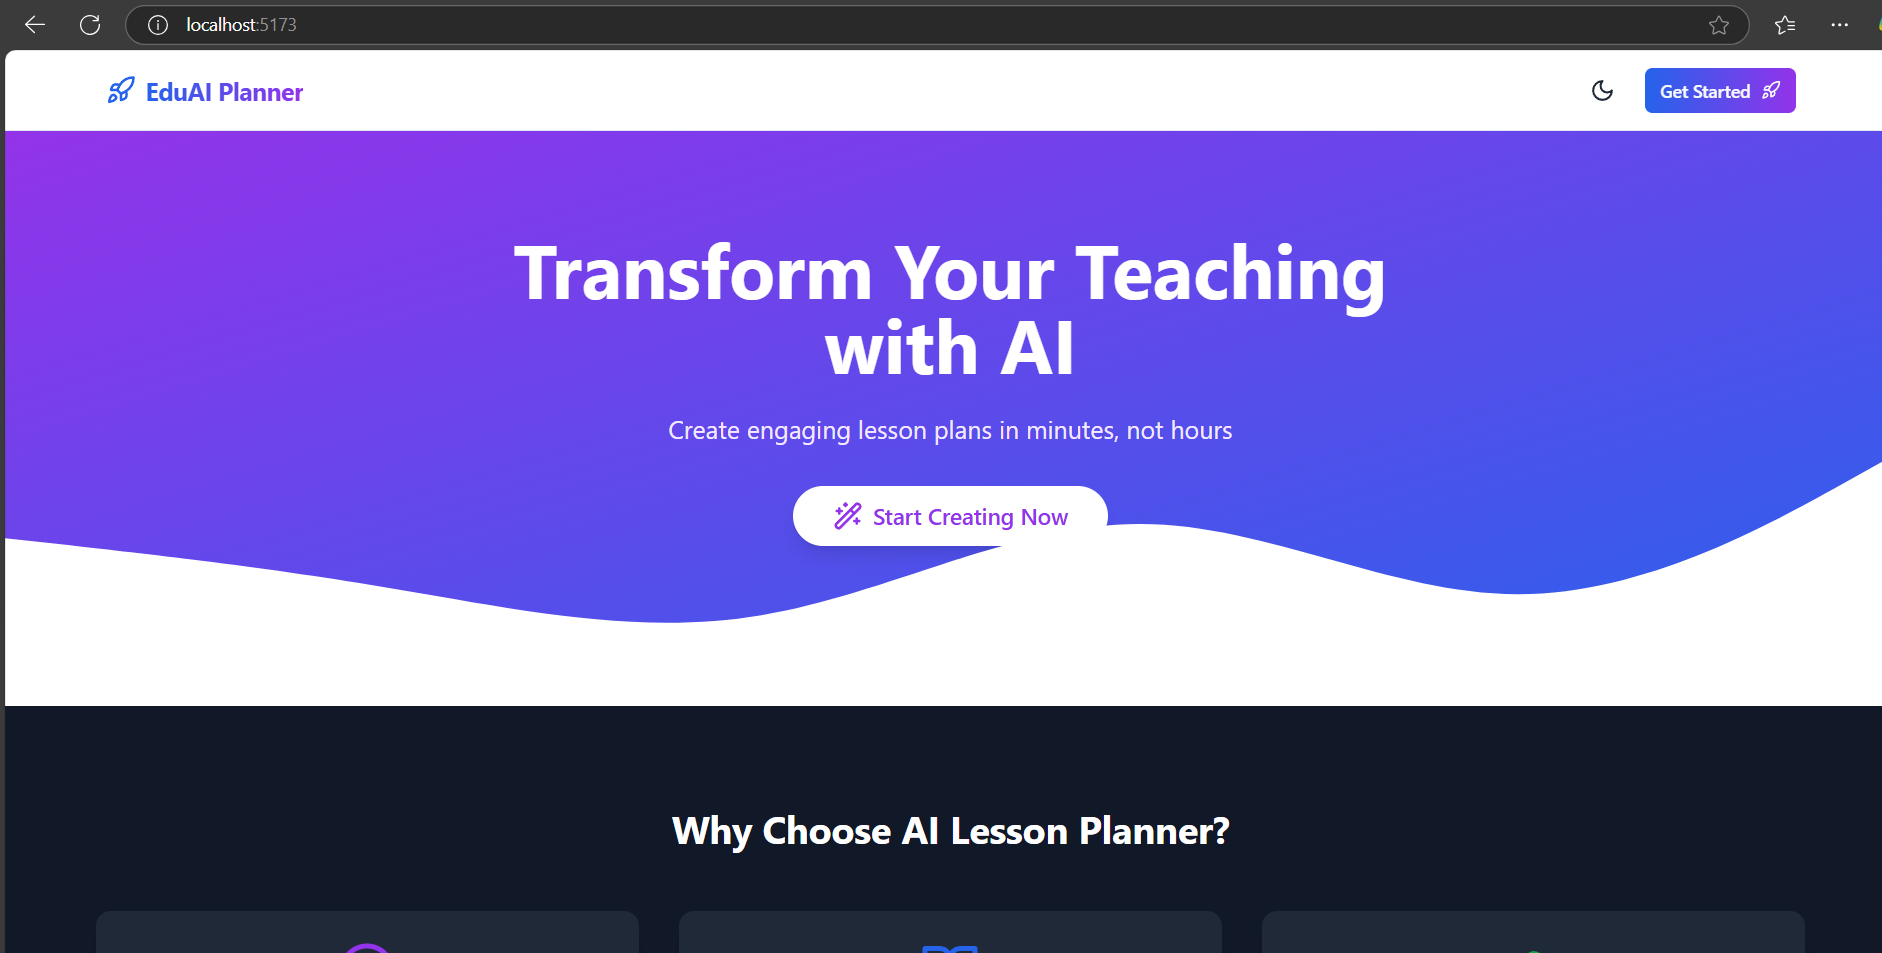 localhost:5173
EduAI Planner
Get Started
Transform Your Teaching
with AI
Create engaging lesson plans in minutes, not hours
Start Creating Now
Why Choose AI Lesson Planner?